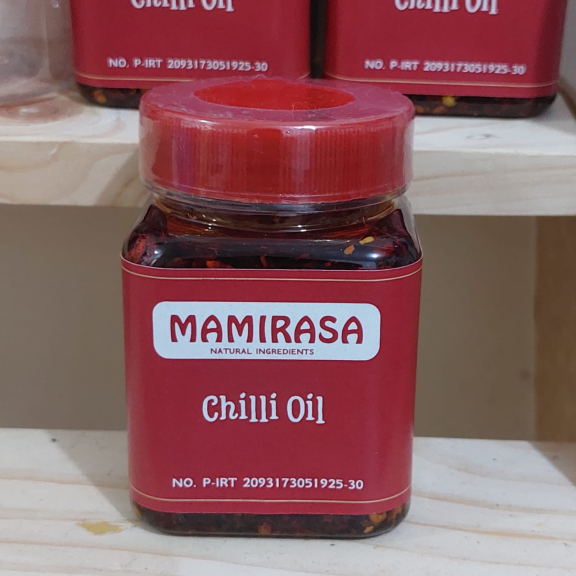 Chilli Oil
Chilli Oil
NO. P-IRT 2093173051925-30
NO. P-IRT 2093173051925-30
MAMIRASA
NATURAL INGREDIENTS
Chilli Oil
NO. P-IRT 2093173051925-30